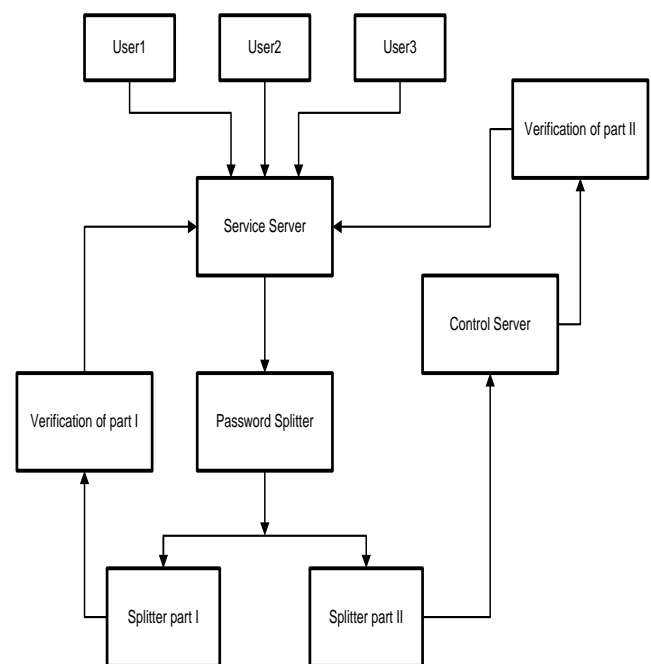 User1
User2
User3
Verification of part II
Service Server
Control Server
Verification of part I
Password Splitter
Splitter part I
Splitter part II